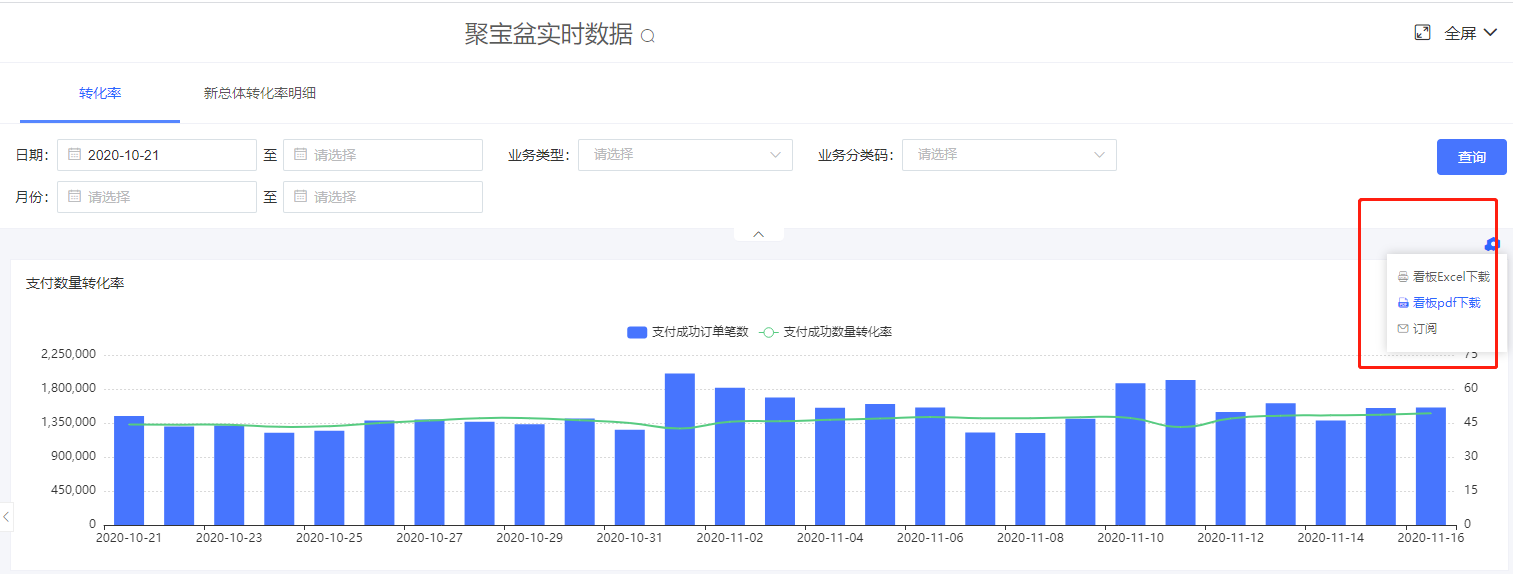 聚宝盆实时数据
全屏
转化率 新总体转化率明细
日期: 2020-10-21 至 请选择 业务类型: 请选择 业务分类码: 请选择 查询
月份: 请选择 至 请选择
看板Excel下载
看板pdf下载
订阅
支付数量转化率
支付成功订单笔数 支付成功数量转化率
2,250,000 75
1,800,000 60
1,350,000 45
900,000 30
450,000 15
0 0
2020-10-21 2020-10-23 2020-10-25 2020-10-27 2020-10-29 2020-10-31 2020-11-02 2020-11-04 2020-11-06 2020-11-08 2020-11-10 2020-11-12 2020-11-14 2020-11-16